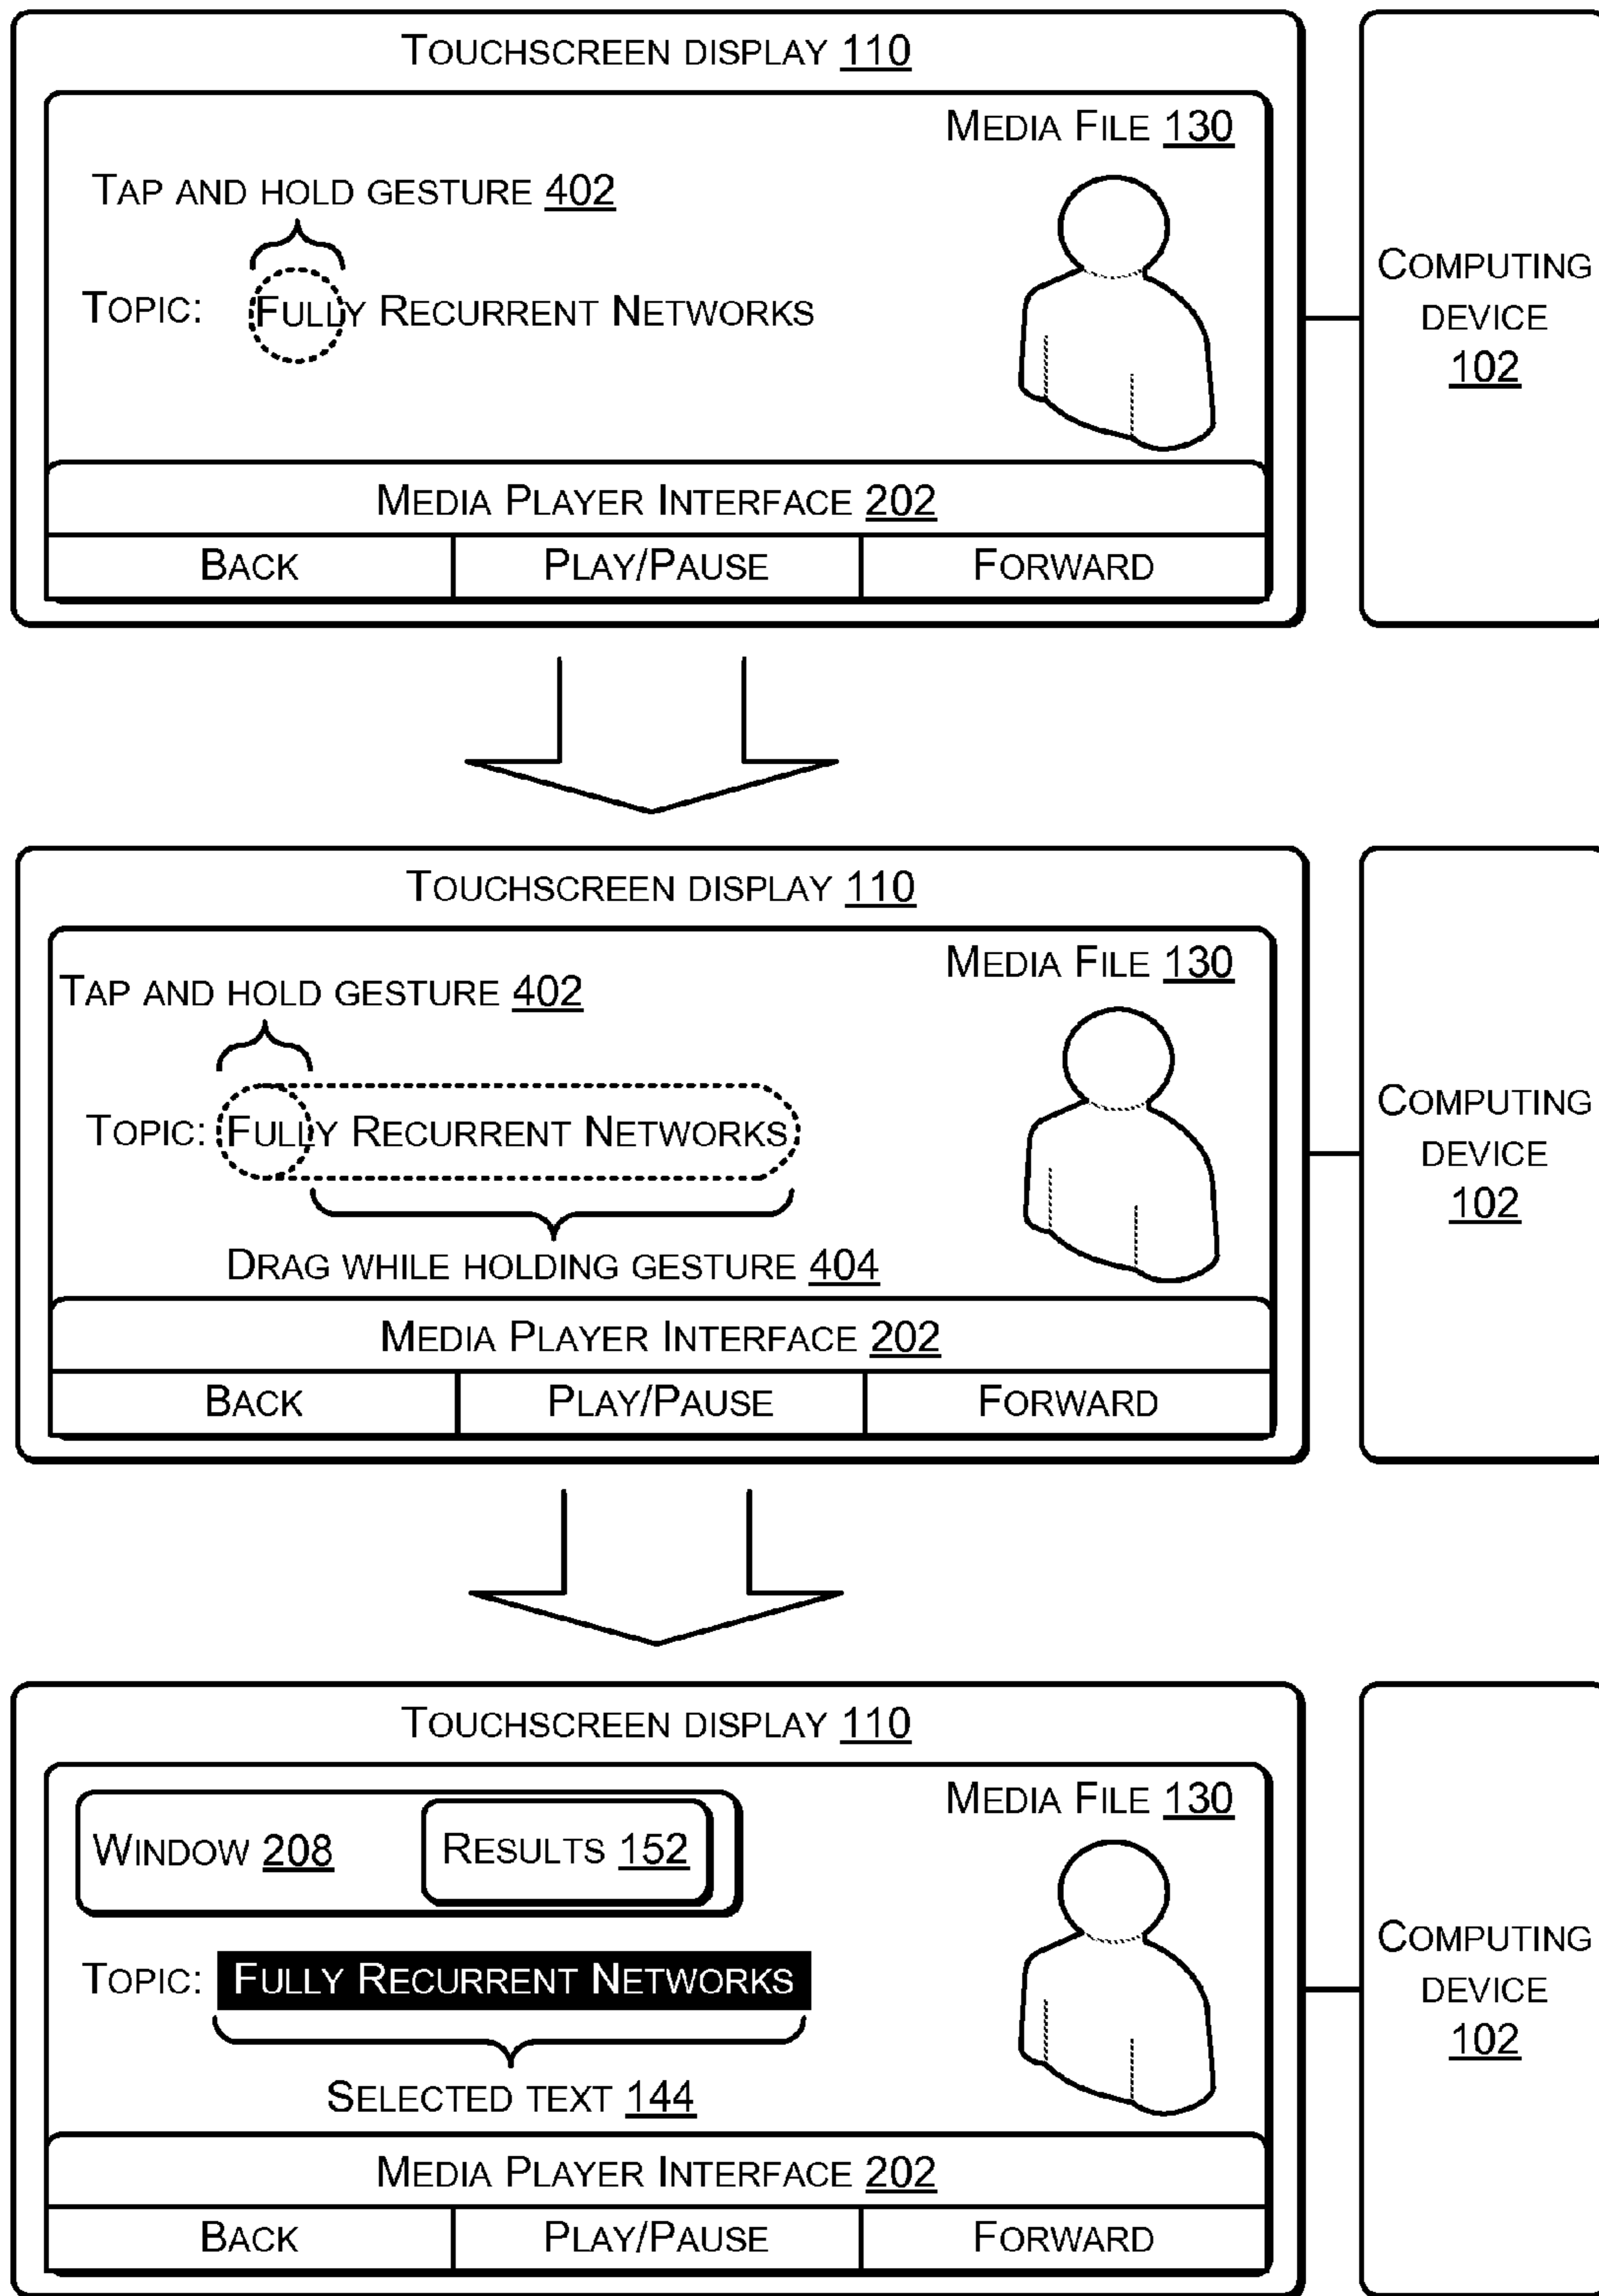 Touchscreen display 110
Media File 130
Tap and hold gesture 402
Topic: Fully Recurrent Networks
Media Player Interface 202
Back Play/Pause Forward
Computing
device
102
Touchscreen display 110
Media File 130
Tap and hold gesture 402
Topic: Fully Recurrent Networks
Drag while holding gesture 404
Media Player Interface 202
Back Play/Pause Forward
Computing
device
102
Touchscreen display 110
Media File 130
Window 208 Results 152
Topic: Fully Recurrent Networks
Selected text 144
Media Player Interface 202
Back Play/Pause Forward
Computing
device
102